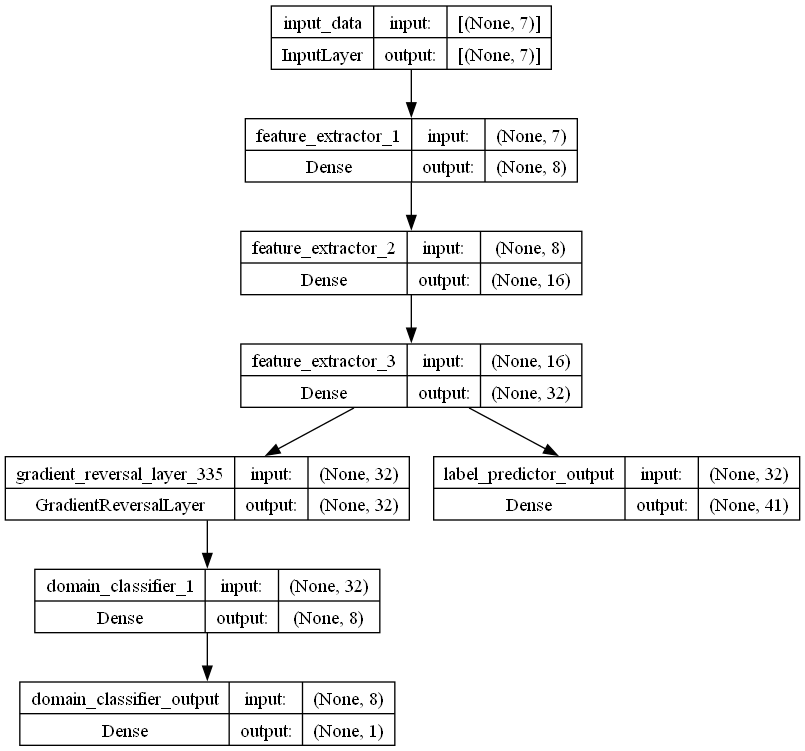 input_data input: [(None, 7)]
InputLayer output: [(None, 7)]
feature_extractor_1 input: (None, 7)
Dense output: (None, 8)
feature_extractor_2 input: (None, 8)
Dense output: (None, 16)
feature_extractor_3 input: (None, 16)
Dense output: (None, 32)
gradient_reversal_layer_335 input: (None, 32)
GradientReversalLayer output: (None, 32)
label_predictor_output input: (None, 32)
Dense output: (None, 41)
domain_classifier_1 input: (None, 32)
Dense output: (None, 8)
domain_classifier_output input: (None, 8)
Dense output: (None, 1)